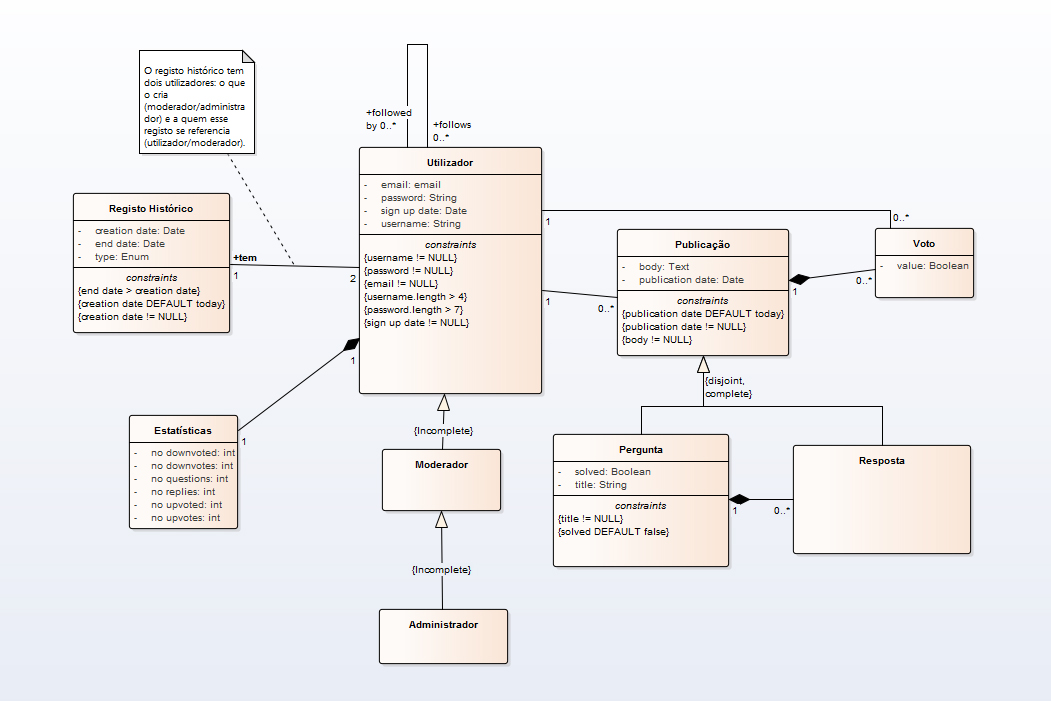 O registo histórico tem
dois utilizadores: o que
o cria
(moderador/administra
dor) e a quem esse
registo se referencia
(utilizador/moderador).
+followed
by 0..*
+follows
0..*
Utilizador
- email: email
- password: String
- sign up date: Date
- username: String
constraints
{username != NULL}
{password != NULL}
{email != NULL}
{username.length > 4}
{password.length > 7}
{sign up date != NULL}
Registo Histórico
- creation date: Date
- end date: Date
- type: Enum
constraints
{end date > creation date}
{creation date DEFAULT today}
{creation date != NULL}
+tem
1
2
1
0..*
Publicação
- body: Text
- publication date: Date
constraints
{publication date DEFAULT today}
{publication date != NULL}
{body != NULL}
Voto
- value: Boolean
1
0..*
1
0..*
1
1
Estatísticas
- no downvoted: int
- no downvotes: int
- no questions: int
- no replies: int
- no upvoted: int
- no upvotes: int
{disjoint,
complete}
{Incomplete}
Moderador
{Incomplete}
Administrador
Pergunta
- solved: Boolean
- title: String
constraints
{title != NULL}
{solved DEFAULT false}
1
0..*
Resposta